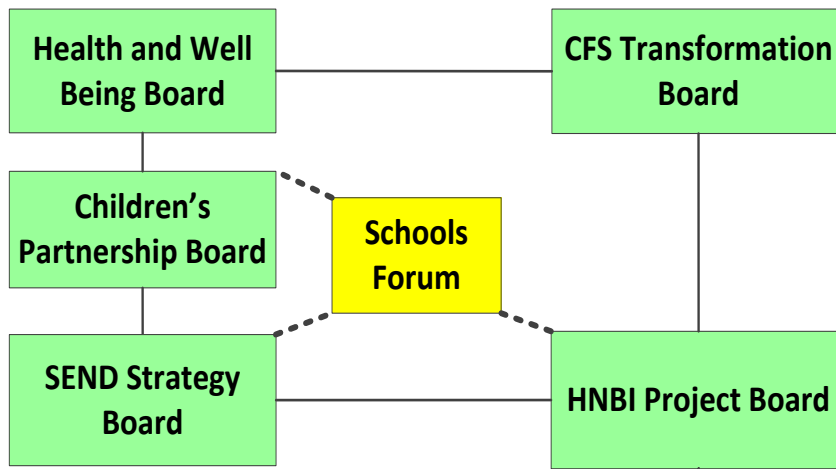 Health and Well
Being Board
CFS Transformation
Board
Children’s
Partnership Board
Schools
Forum
SEND Strategy
Board
HNBI Project Board